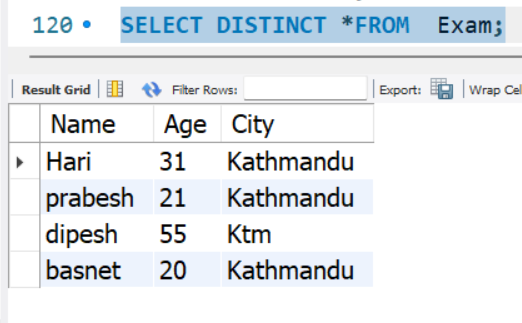 120 SELECT DISTINCT *FROM Exam;
Result Grid Filter Rows: Export: Wrap Cel
Name Age City
Hari 31 Kathmandu
prabesh 21 Kathmandu
dipesh 55 Ktm
basnet 20 Kathmandu